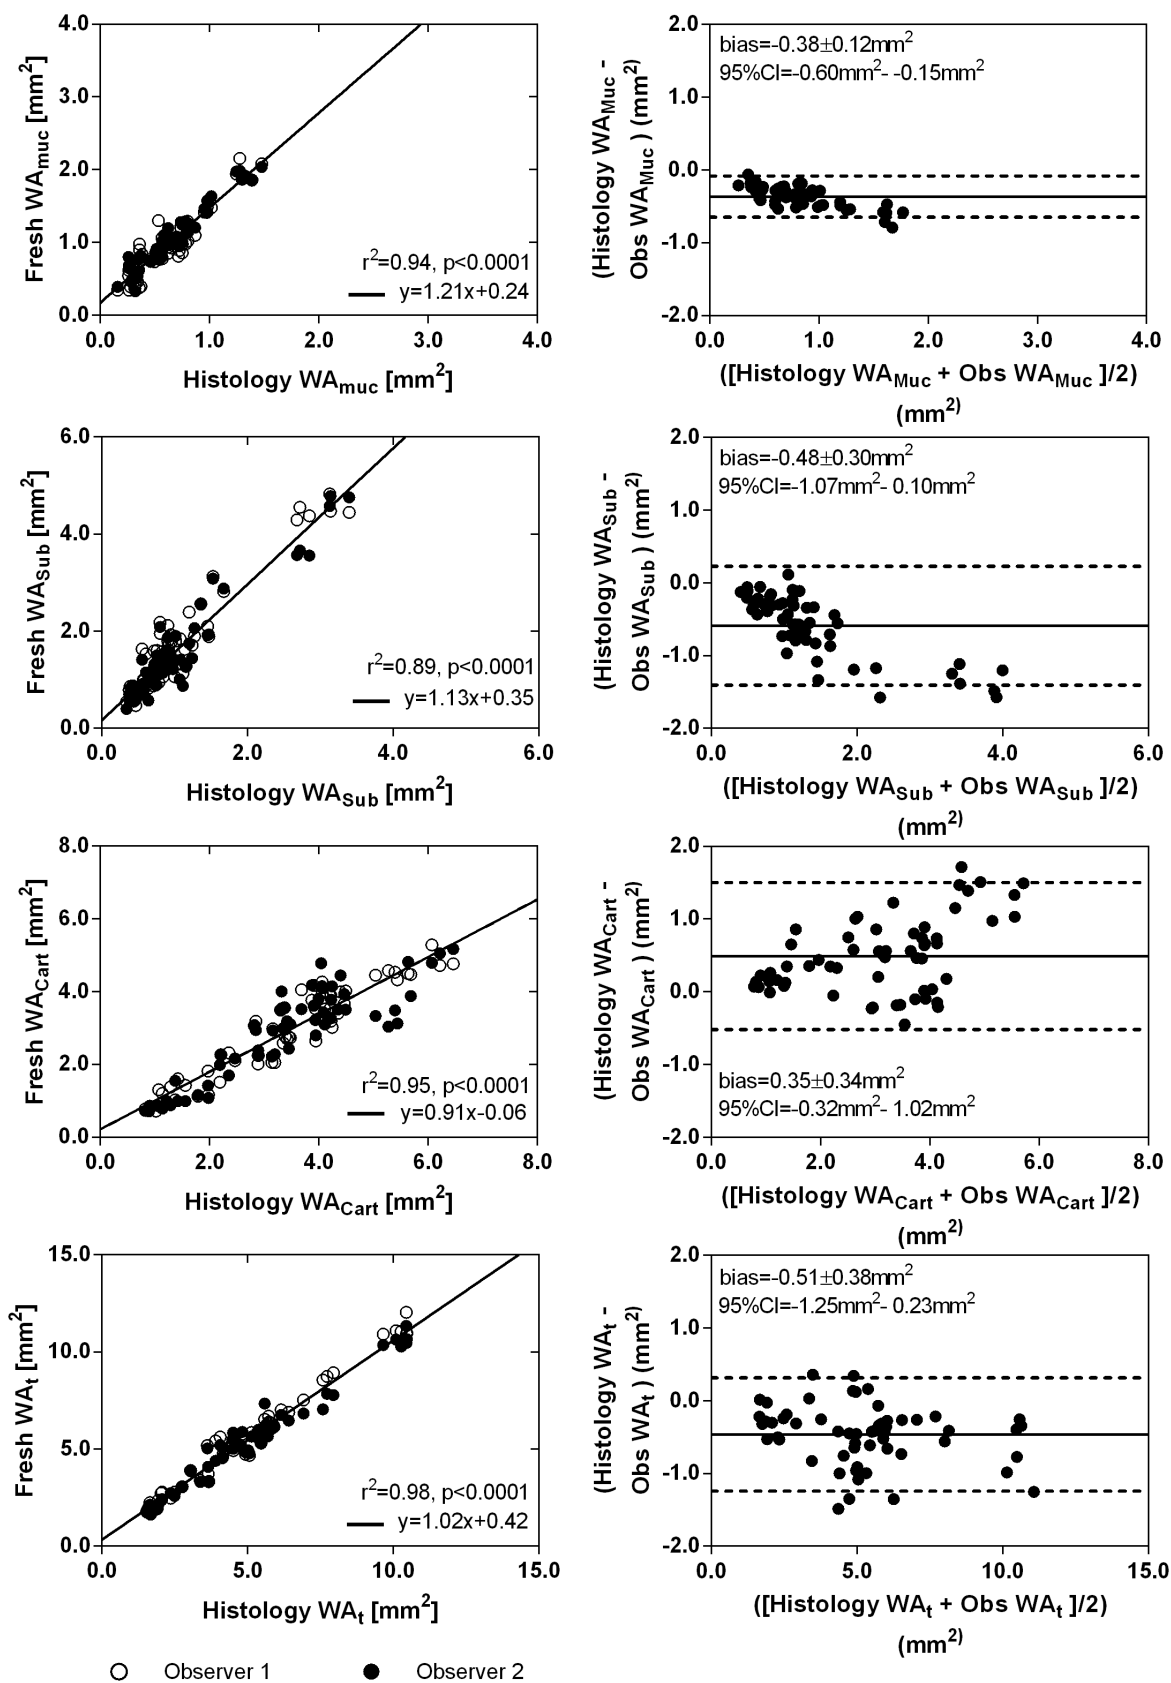 4.0
3.0
2.0
1.0
0.0
Fresh WAmuc [mm2]
r2=0.94, p<0.0001
y=1.21x+0.24
0.0 1.0 2.0 3.0 4.0
Histology WAmuc [mm2]
2.0
1.0
0.0
-1.0
-2.0
(Histology WAMuc -
Obs WAMuc ) (mm2)
bias=-0.38±0.12mm2
95%CI=-0.60mm2- -0.15mm2
0.0 1.0 2.0 3.0 4.0
([Histology WAMuc + Obs WAMuc ]/2)
(mm2)
6.0
4.0
2.0
0.0
Fresh WASub [mm2]
r2=0.89, p<0.0001
y=1.13x+0.35
0.0 2.0 4.0 6.0
Histology WASub [mm2]
2.0
1.0
0.0
-1.0
-2.0
(Histology WASub -
Obs WASub ) (mm2)
bias=-0.48±0.30mm2
95%CI=-1.07mm2- 0.10mm2
0.0 2.0 4.0 6.0
([Histology WASub + Obs WASub ]/2)
(mm2)
8.0
6.0
4.0
2.0
0.0
Fresh WACart [mm2]
r2=0.95, p<0.0001
y=0.91x-0.06
0.0 2.0 4.0 6.0 8.0
Histology WACart [mm2]
2.0
1.0
0.0
-1.0
-2.0
(Histology WACart -
Obs WACart ) (mm2)
bias=0.35±0.34mm2
95%CI=-0.32mm2- 1.02mm2
0.0 2.0 4.0 6.0 8.0
([Histology WACart + Obs WACart ]/2)
(mm2)
15.0
10.0
5.0
0.0
Fresh WAt [mm2]
r2=0.98, p<0.0001
y=1.02x+0.42
0.0 5.0 10.0 15.0
Histology WAt [mm2]
2.0
1.0
0.0
-1.0
-2.0
(Histology WAt -
Obs WAt ) (mm2)
bias=-0.51±0.38mm2
95%CI=-1.25mm2- 0.23mm2
0.0 5.0 10.0 15.0
([Histology WAt + Obs WAt ]/2)
(mm2)
Observer 1 Observer 2